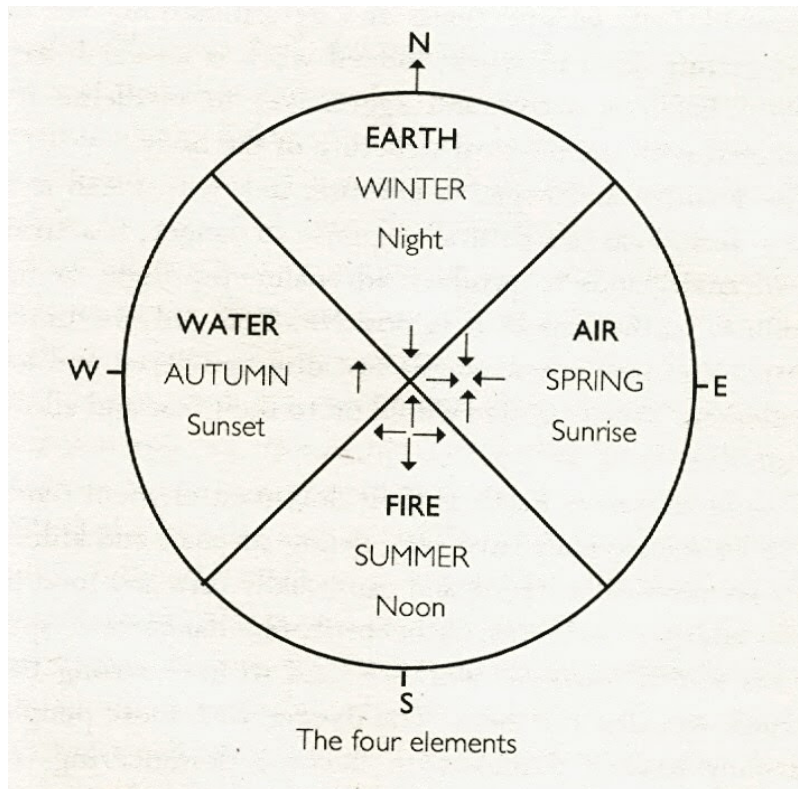 N
EARTH
WINTER
Night
WATER
AUTUMN
Sunset
W
AIR
SPRING
Sunrise
E
FIRE
SUMMER
Noon
S
The four elements